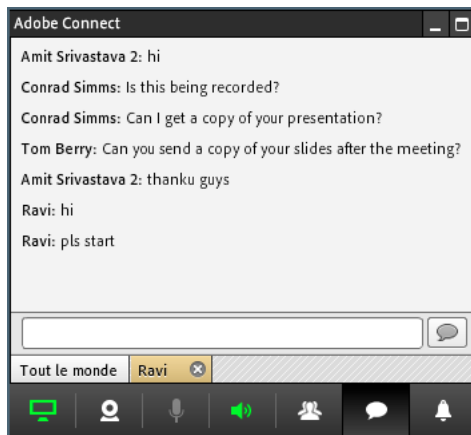 Adobe Connect
Amit Srivastava 2: hi
Conrad Simms: Is this being recorded?
Conrad Simms: Can I get a copy of your presentation?
Tom Berry: Can you send a copy of your slides after the meeting?
Amit Srivastava 2: thanku guys
Ravi: hi
Ravi: pls start
Tout le monde Ravi